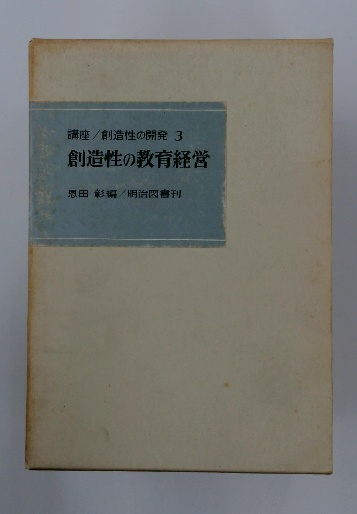 講座/創造性の開発 3
創造性の教育経営
恩田 彰編/明治図書刊